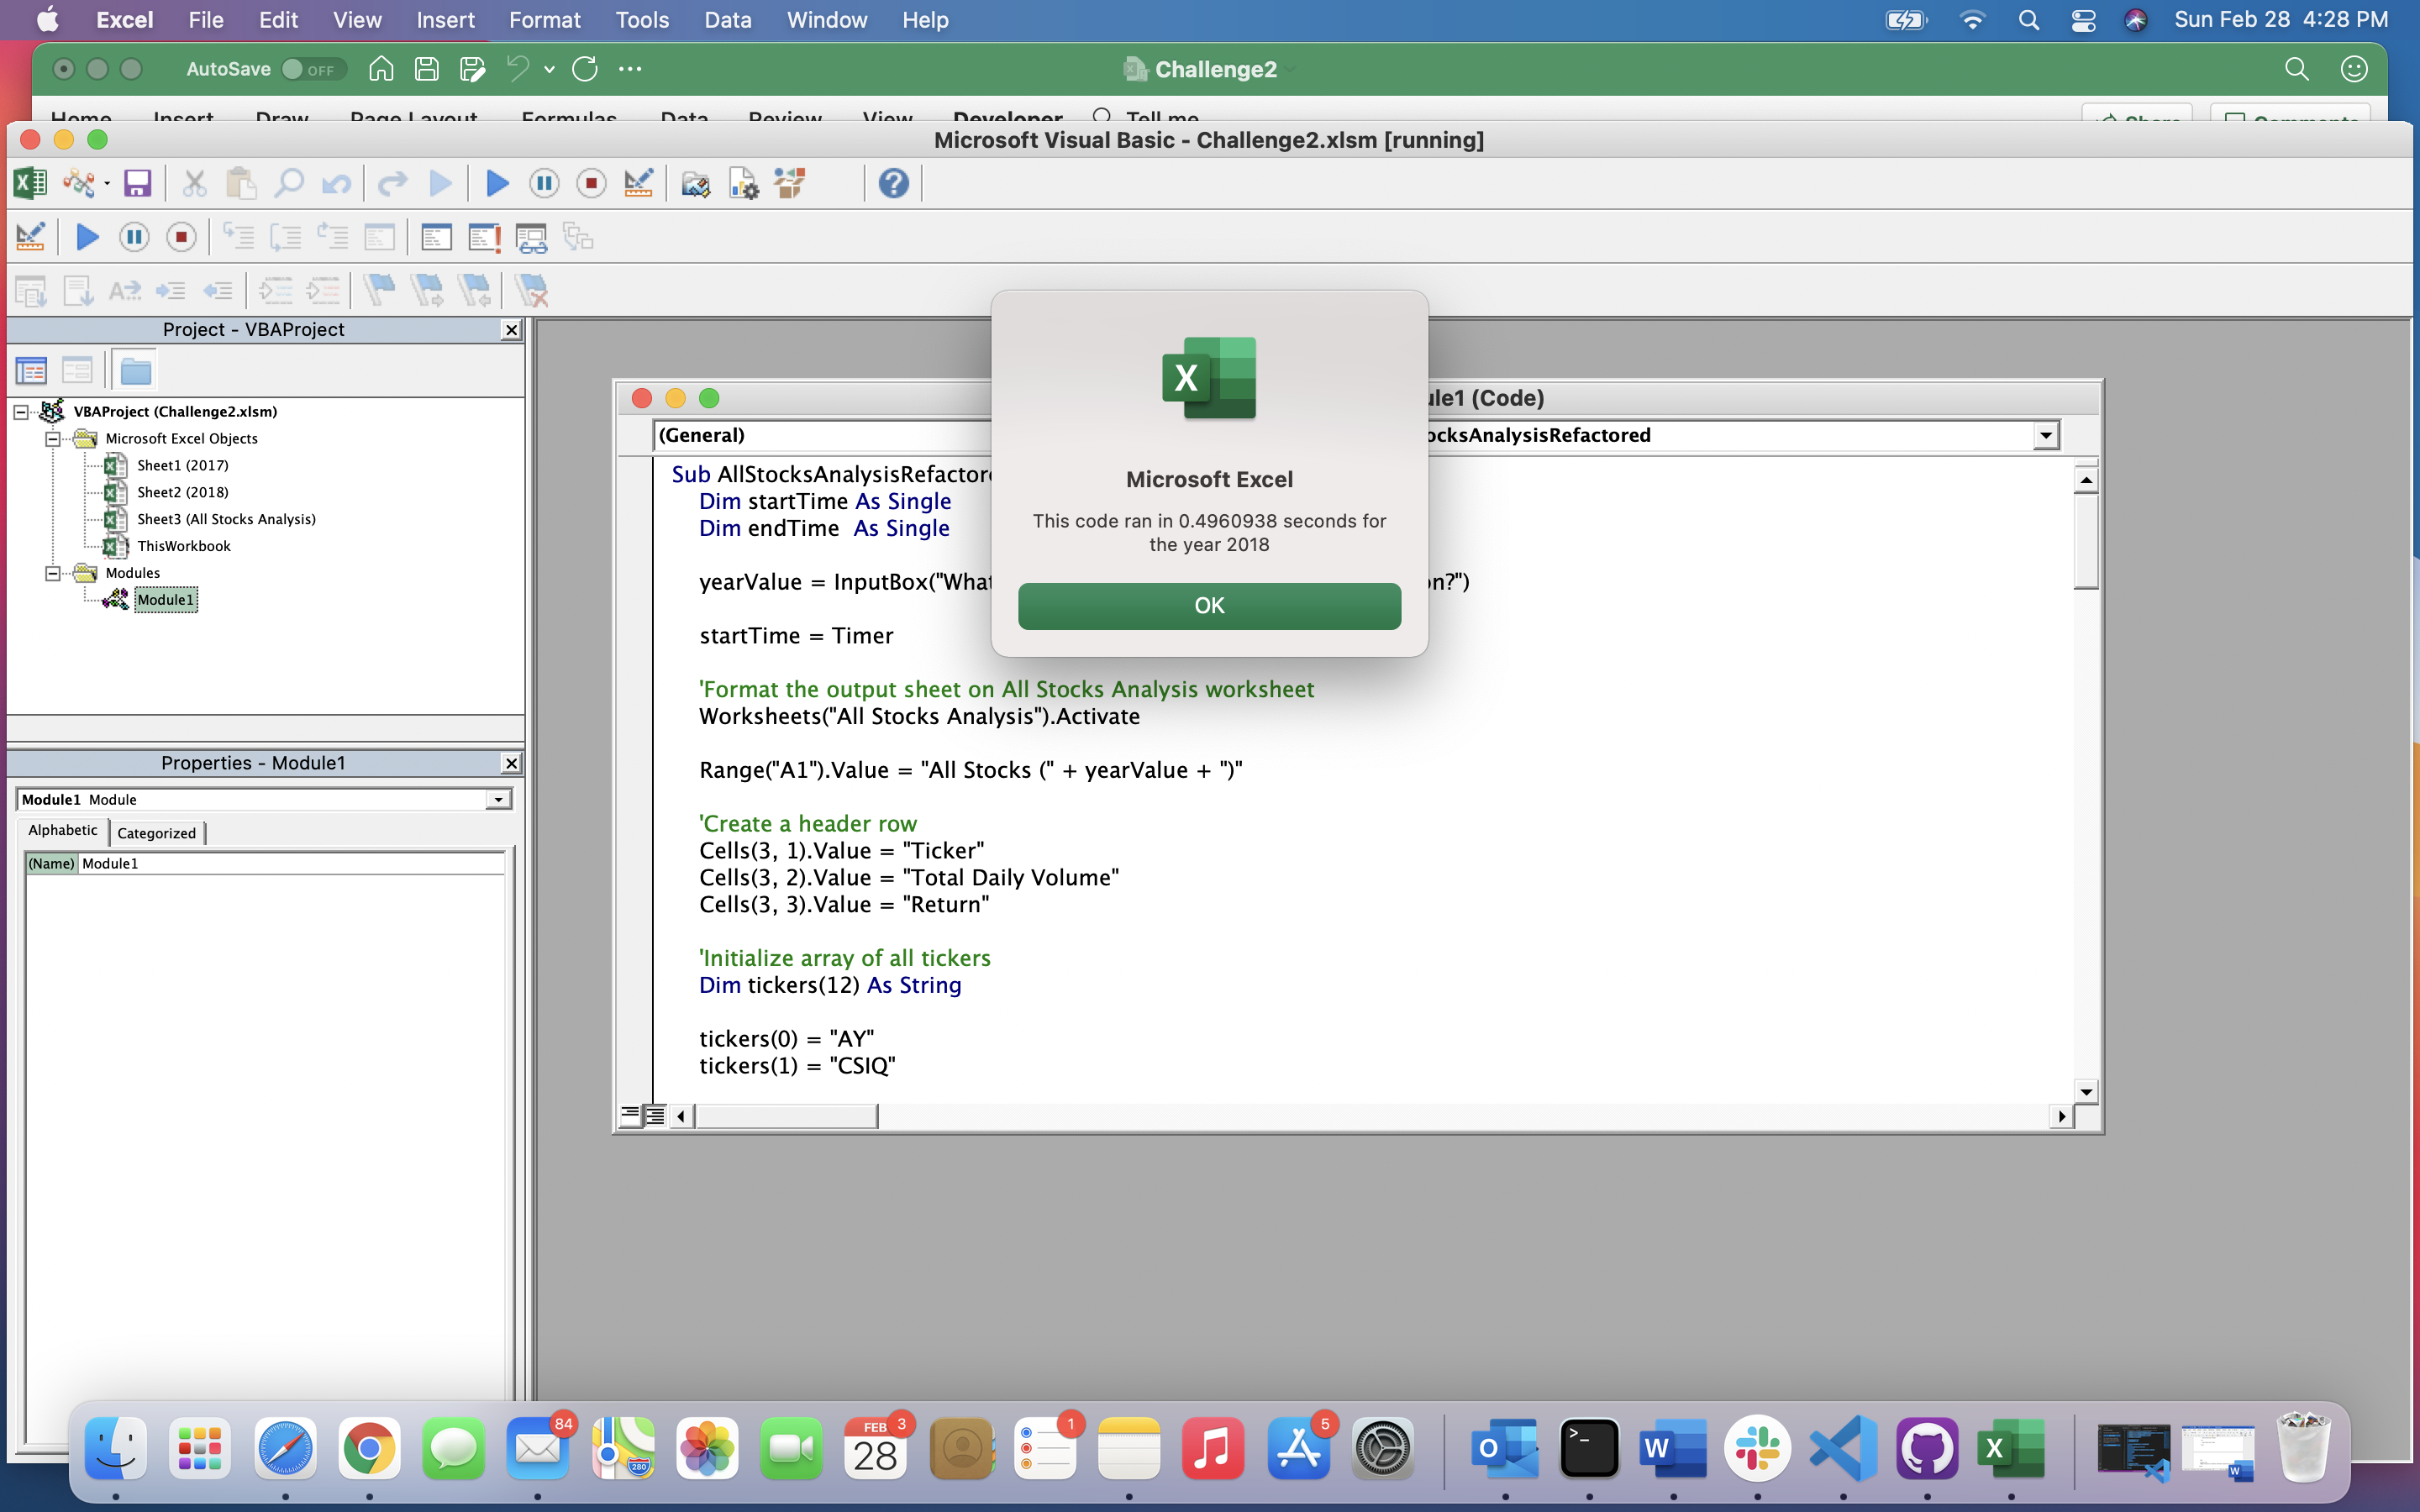 Excel File Edit View Insert Format Tools Data Window Help Sun Feb 28 4:28 PM
AutoSave OFF Challenge2
Home Insert Draw Page Layout Formulas Data Review View Developer Tell me Share Comments
Microsoft Visual Basic - Challenge2.xlsm [running]
Project - VBAProject
VBAProject (Challenge2.xlsm)
Microsoft Excel Objects
Sheet1 (2017)
Sheet2 (2018)
Sheet3 (All Stocks Analysis)
ThisWorkbook
Modules
Module1
Properties - Module1
Module1 Module
Alphabetic Categorized
(Name) Module1
Microsoft Excel
This code ran in 0.4960938 seconds for
the year 2018
OK
ule1 (Code)
(General) ocksAnalysisRefactored
Sub AllStocksAnalysisRefactore
Dim startTime As Single
Dim endTime As Single
yearValue = InputBox("What on?")
startTime = Timer
'Format the output sheet on All Stocks Analysis worksheet
Worksheets("All Stocks Analysis").Activate
Range("A1").Value = "All Stocks (" + yearValue + ")"
'Create a header row
Cells(3, 1).Value = "Ticker"
Cells(3, 2).Value = "Total Daily Volume"
Cells(3, 3).Value = "Return"
'Initialize array of all tickers
Dim tickers(12) As String
tickers(0) = "AY"
tickers(1) = "CSIQ"
84
280
FEB 3
28
1
5